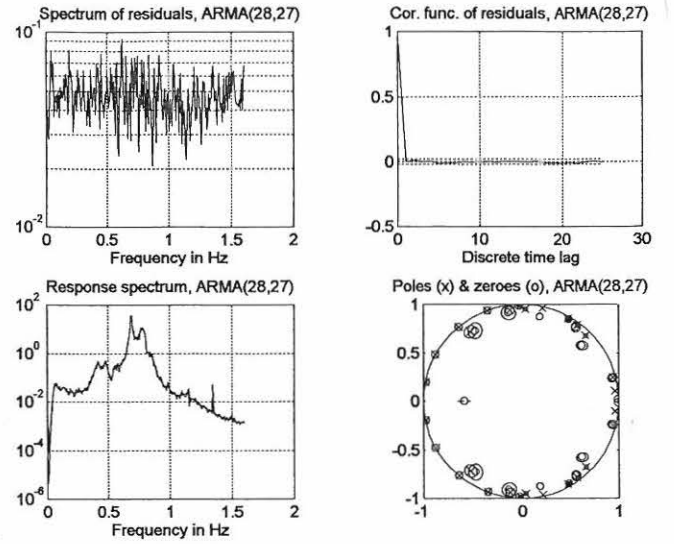 Spectrum of residuals, ARMA(28,27)
10^-1
10^-2
0 0.5 1 1.5 2
Frequency in Hz
Cor. func. of residuals, ARMA(28,27)
1
0.5
0
-0.5
0 10 20 30
Discrete time lag
Response spectrum, ARMA(28,27)
10^2
10^0
10^-2
10^-4
10^-6
0 0.5 1 1.5 2
Frequency in Hz
Poles (x) & zeroes (o), ARMA(28,27)
1
0.5
0
-0.5
-1
-1 0 1